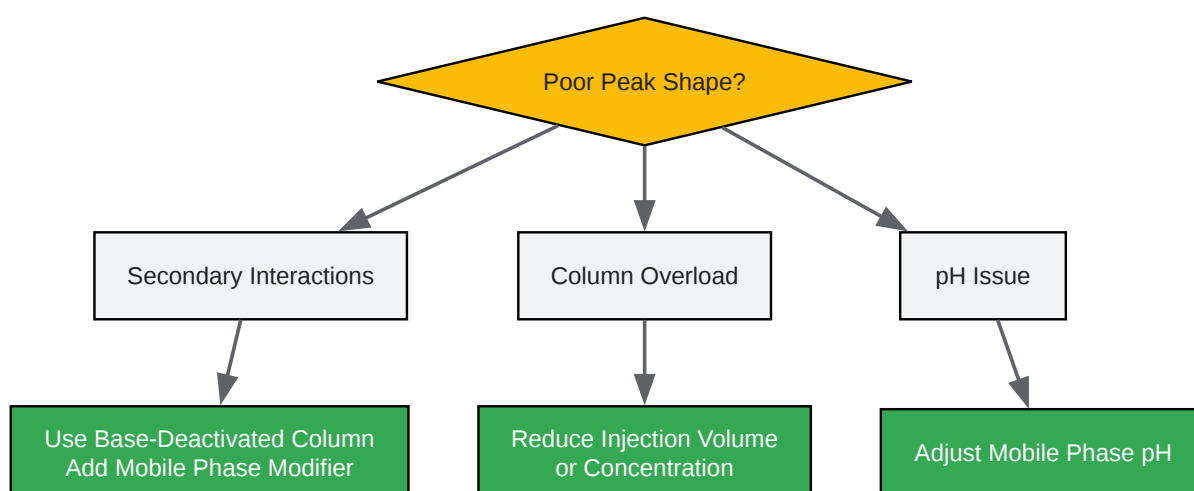 Poor Peak Shape?
Secondary Interactions
Column Overload
pH Issue
Use Base-Deactivated Column
Add Mobile Phase Modifier
Reduce Injection Volume
or Concentration
Adjust Mobile Phase pH